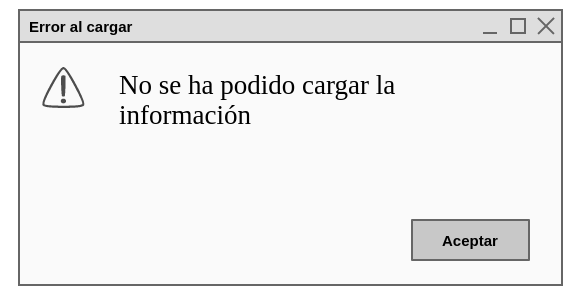 Error al cargar
No se ha podido cargar la
información
Aceptar